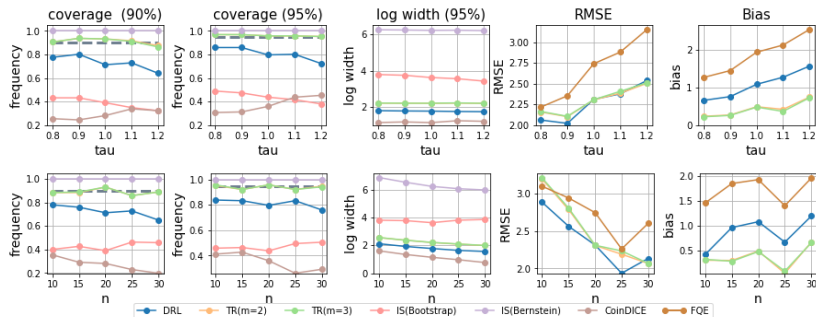 coverage (90%) coverage (95%) log width (95%) RMSE Bias
frequency
1.0
0.8
0.6
0.4
0.2
0.8 0.9 1.0 1.1 1.2
tau
frequency
1.0
0.8
0.6
0.4
0.2
0.8 0.9 1.0 1.1 1.2
tau
log width
6
4
2
0.8 0.9 1.0 1.1 1.2
tau
RMSE
3.00
2.75
2.50
2.25
2.00
0.8 0.9 1.0 1.1 1.2
tau
bias
2
1
0
0.8 0.9 1.0 1.1 1.2
tau
frequency
1.0
0.8
0.6
0.4
0.2
10 15 20 25 30
n
frequency
1.0
0.8
0.6
0.4
10 15 20 25 30
n
log width
6
4
2
0
10 15 20 25 30
n
RMSE
3.0
2.5
2.0
10 15 20 25 30
n
bias
2.0
1.5
1.0
0.5
10 15 20 25 30
n
DRL TR(m=2) TR(m=3) IS(Bootstrap) IS(Bernstein) CoinDICE FQE